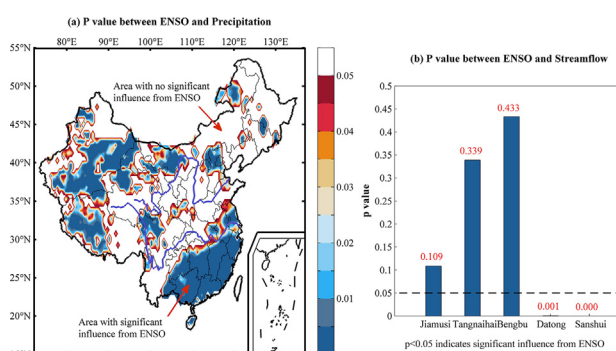 (a) P value between ENSO and Precipitation
80°E 90°E 100°E 110°E 120°E 130°E
55°N
50°N
45°N
40°N
35°N
30°N
25°N
20°N
Area with no significant
influence from ENSO
Area with significant
influence from ENSO
0.05
0.04
0.03
0.02
0.01
(b) P value between ENSO and Streamflow
p value
0.5
0.45
0.4
0.35
0.3
0.25
0.2
0.15
0.1
0.05
0
0.109
0.339
0.433
0.001
0.000
Jiamusi TangnaihaiBengbu Datong Sanshui
p<0.05 indicates significant influence from ENSO